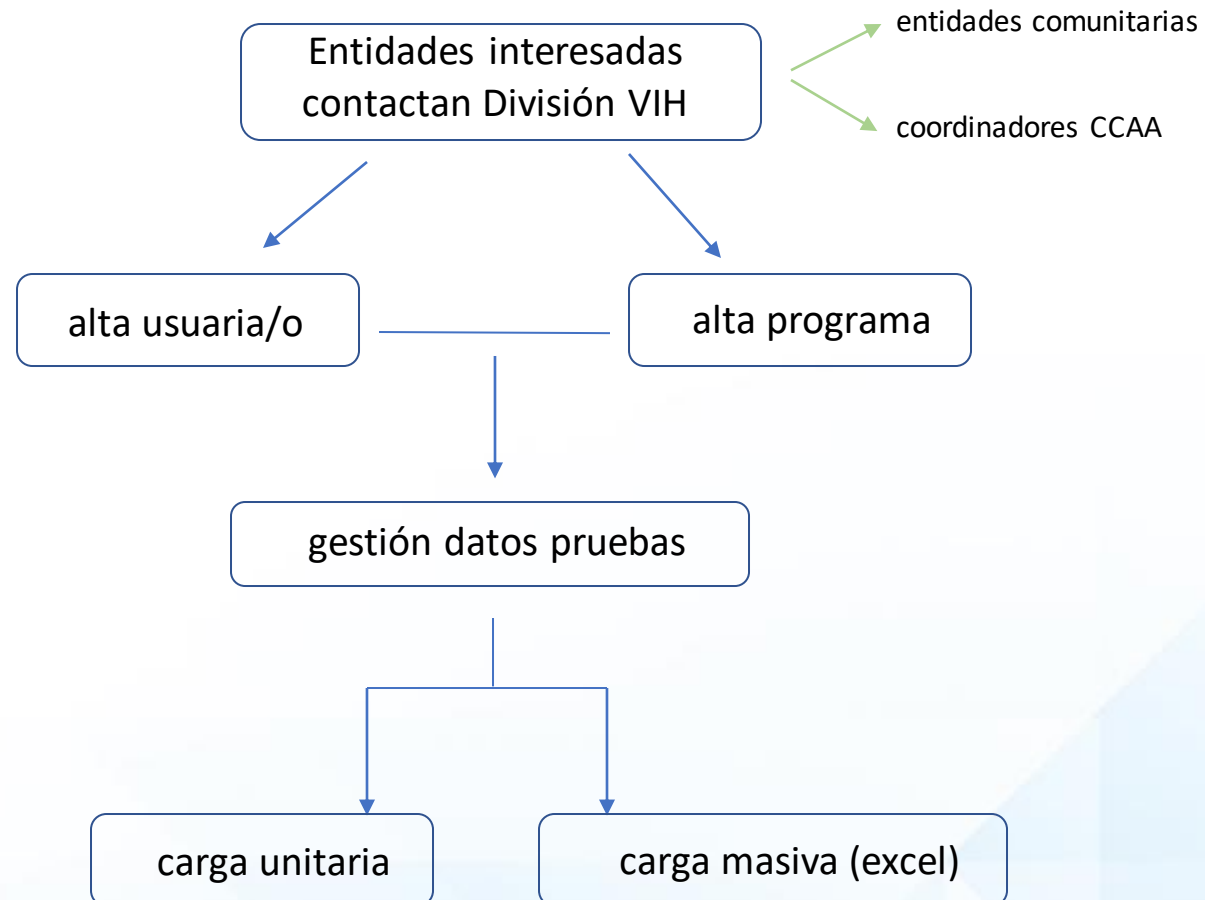 Entidades interesadas
contactan División VIH
entidades comunitarias
coordinadores CCAA
alta usuaria/o
alta programa
gestión datos pruebas
carga unitaria
carga masiva (excel)